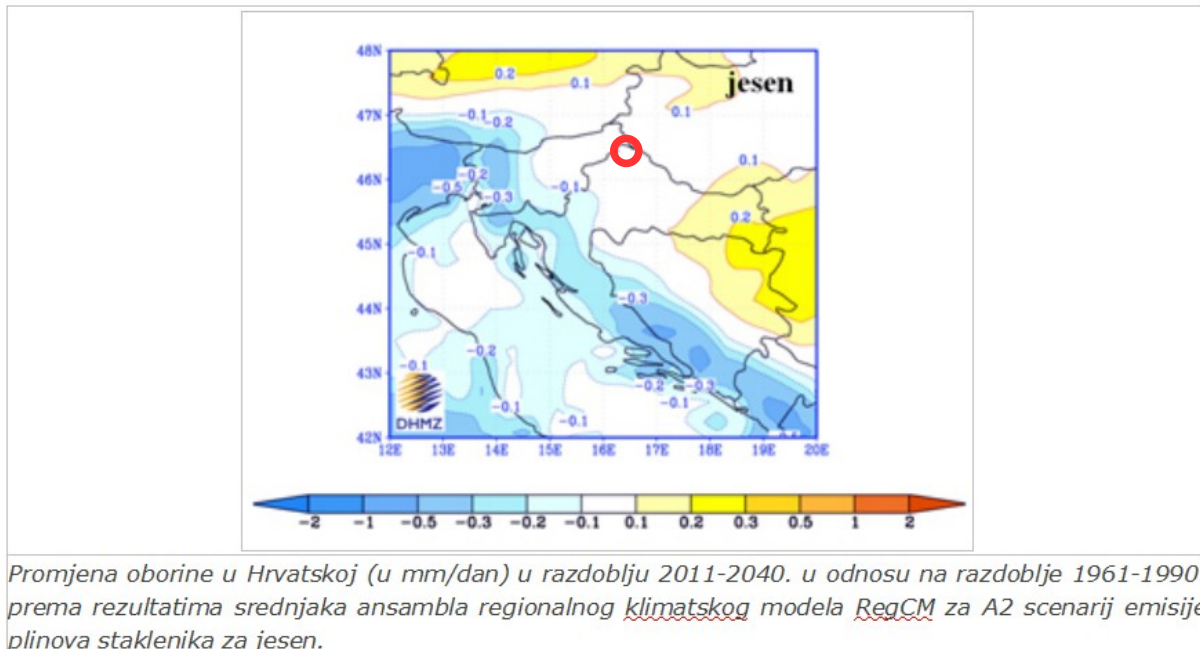 48N
0.2
0.1
jesen
47N
-0.1
-0.2
0.1
46N
-0.2
-0.5
-0.3
-0.1
0.1
0.2
45N
-0.1
44N
-0.3
43N
-0.2
-0.1
-0.2
-0.3
-0.1
-0.1
-0.1
DHMZ
42N
12E 13E 14E 15E 16E 17E 18E 19E 20E
-2 -1 -0.5 -0.3 -0.2 -0.1 0.1 0.2 0.3 0.5 1 2
Promjena oborine u Hrvatskoj (u mm/dan) u razdoblju 2011-2040. u odnosu na razdoblje 1961-1990
prema rezultatima srednjaka ansambla regionalnog klimatskog modela RegCM za A2 scenarij emisije
plinova staklenika za jesen.